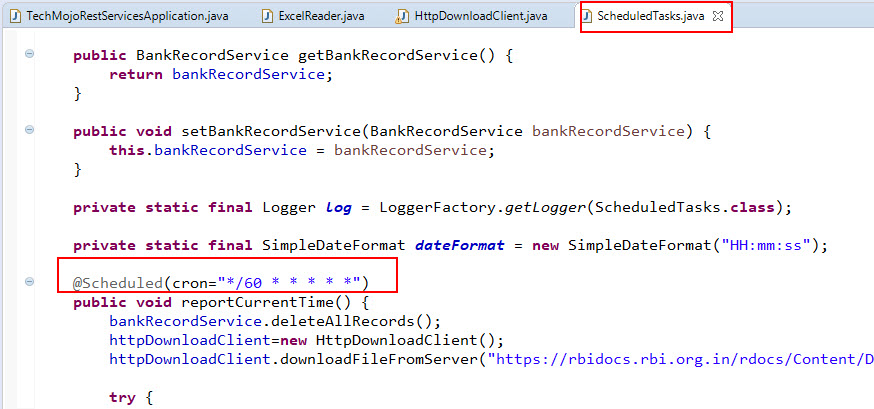 TechMojoRestServicesApplication.java ExcelReader.java HttpDownloadClient.java ScheduledTasks.java
public BankRecordService getBankRecordService() {
return bankRecordService;
}
public void setBankRecordService(BankRecordService bankRecordService) {
this.bankRecordService = bankRecordService;
}
private static final Logger log = LoggerFactory.getLogger(ScheduledTasks.class);
private static final SimpleDateFormat dateFormat = new SimpleDateFormat("HH:mm:ss");
@Scheduled(cron="*/60 * * * * *")
public void reportCurrentTime() {
bankRecordService.deleteAllRecords();
httpDownloadClient=new HttpDownloadClient();
httpDownloadClient.downloadFileFromServer("https://rbidocs.rbi.org.in/rdocs/Content/D
try {